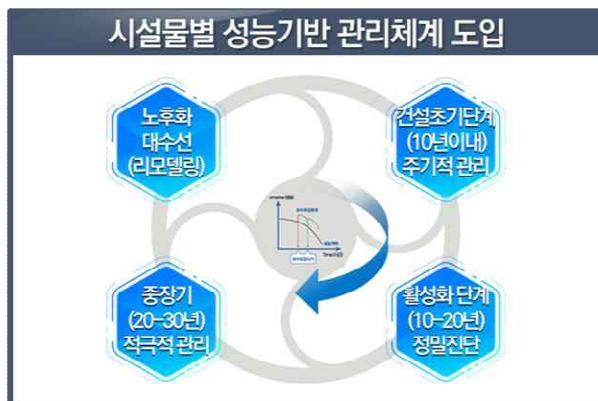 시설물별 성능기반 관리체계 도입
노후화
대수선
(리모델링)
건설초기단계
(10년이내)
주기적 관리
중장기
(20-30년)
적극적 관리
활성화 단계
(10-20년)
정밀진단